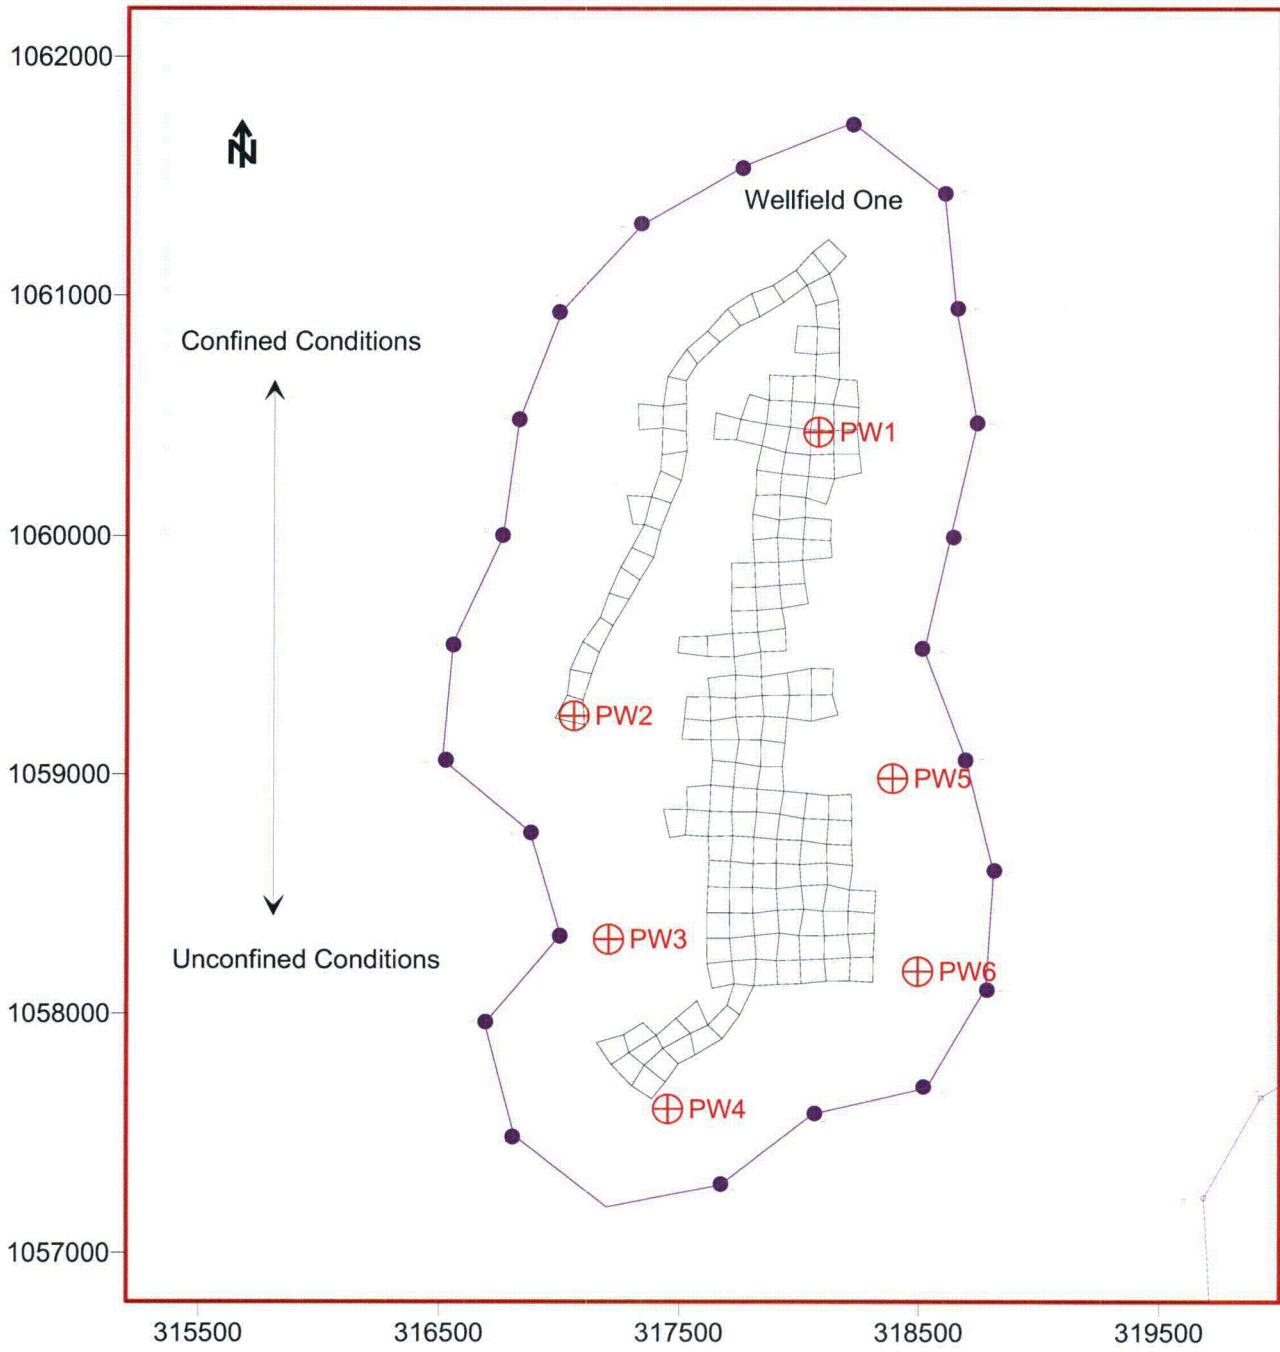 1062000
N
Wellfield One
1061000
Confined Conditions
PW1
1060000
PW2
1059000
PW5
PW3
Unconfined Conditions
PW6
1058000
PW4
1057000
315500 316500 317500 318500 319500